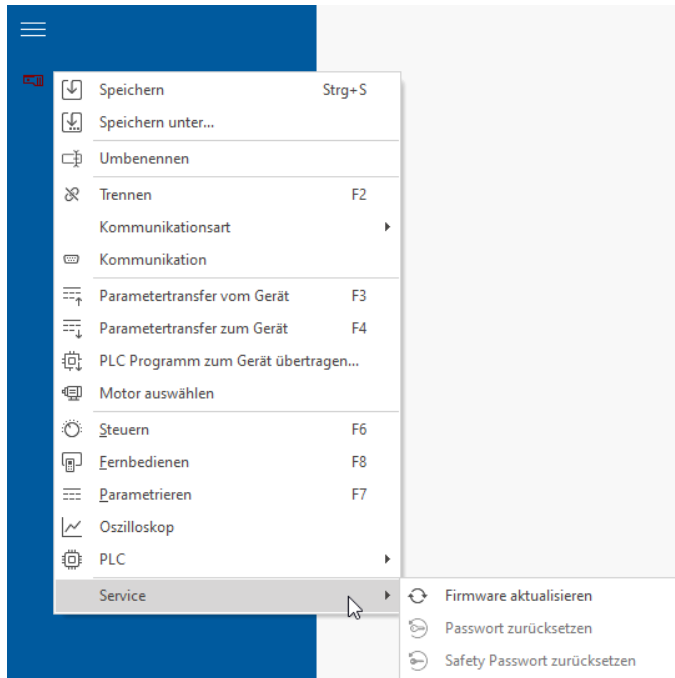 Speichern Strg+S
Speichern unter...
Umbenennen
Trennen F2
Kommunikationsart
Kommunikation
Parametertransfer vom Gerät F3
Parametertransfer zum Gerät F4
PLC Programm zum Gerät übertragen...
Motor auswählen
Steuern F6
Fernbedienen F8
Parametrieren F7
Oszilloskop
PLC
Service
Firmware aktualisieren
Passwort zurücksetzen
Safety Passwort zurücksetzen